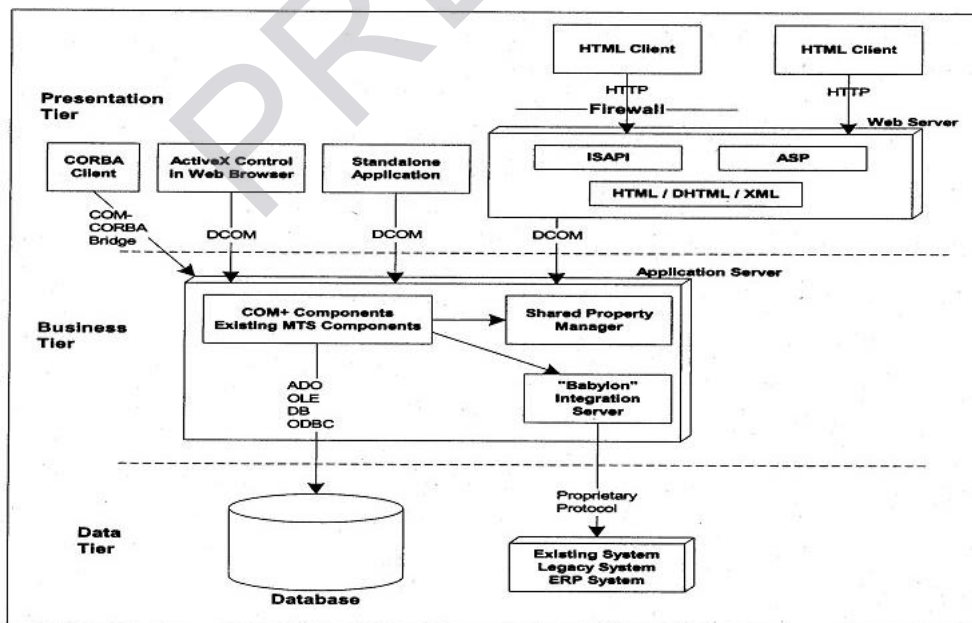 PRE
HTML Client
HTML Client
HTTP
HTTP
Presentation
Tier
Firewall
Web Server
CORBA
Client
ActiveX Control
in Web Browser
Standalone
Application
ISAPI
ASP
HTML / DHTML / XML
COM-
CORBA
Bridge
DCOM
DCOM
DCOM
Application Server
Business
Tier
COM+ Components
Existing MTS Components
Shared Property
Manager
ADO
OLE
DB
ODBC
"Babylon"
Integration
Server
Proprietary
Protocol
Data
Tier
Existing System
Legacy System
ERP System
Database